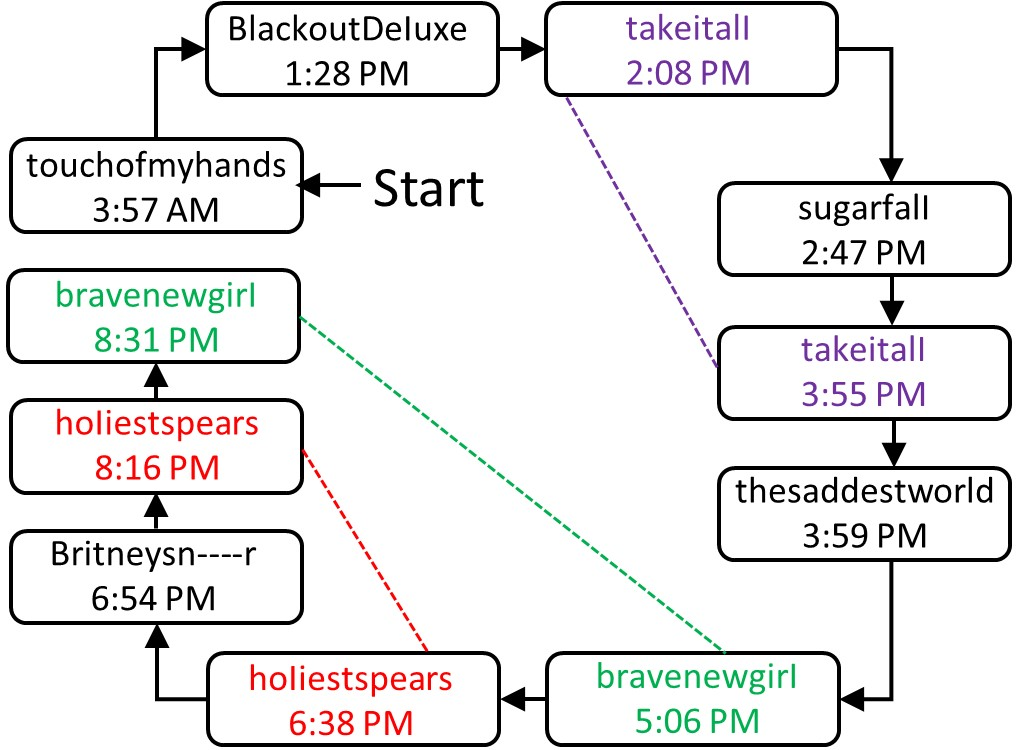 Start
touchofmyhands
3:57 AM
BlackoutDeluxe
1:28 PM
takeitall
2:08 PM
sugarfall
2:47 PM
takeitall
3:55 PM
thesaddestworld
3:59 PM
bravenewgirl
5:06 PM
holiestspears
6:38 PM
Britneysn----r
6:54 PM
holiestspears
8:16 PM
bravenewgirl
8:31 PM